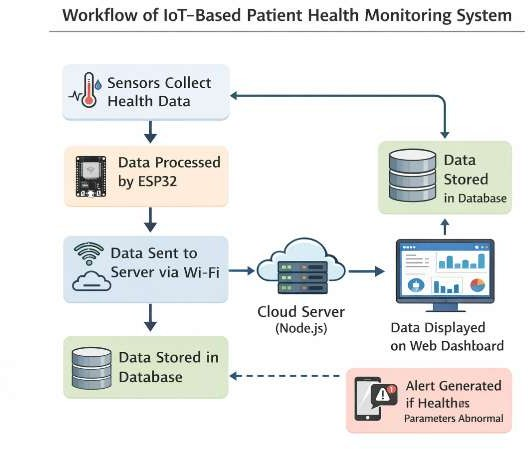 Workflow of IoT-Based Patient Health Monitoring System
Sensors Collect
Health Data
Data Processed
by ESP32
Data Sent to
Server via Wi-Fi
Cloud Server
(Node.js)
Data Displayed
on Web Dashboard
Data
Stored
in Database
Data Stored in
Database
Alert Generated
if Healthes
Parameters Abnormal